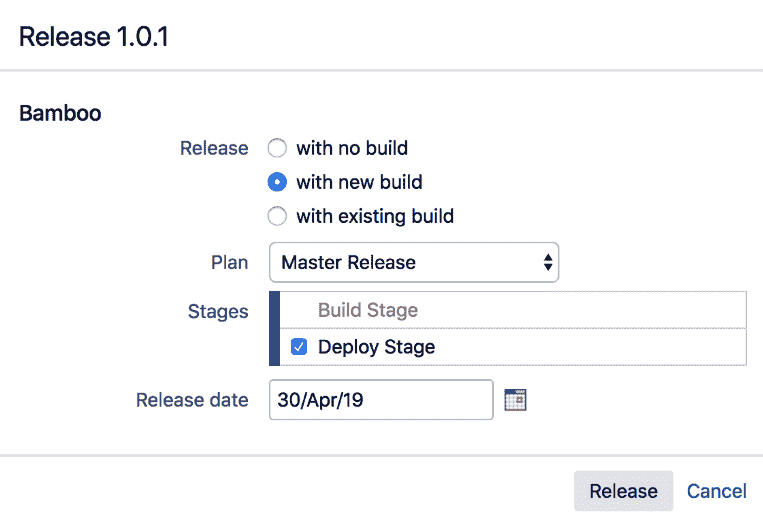 Release 1.0.1
Bamboo
Release with no build
with new build
with existing build
Plan Master Release
Stages Build Stage
Deploy Stage
Release date 30/Apr/19
Release Cancel